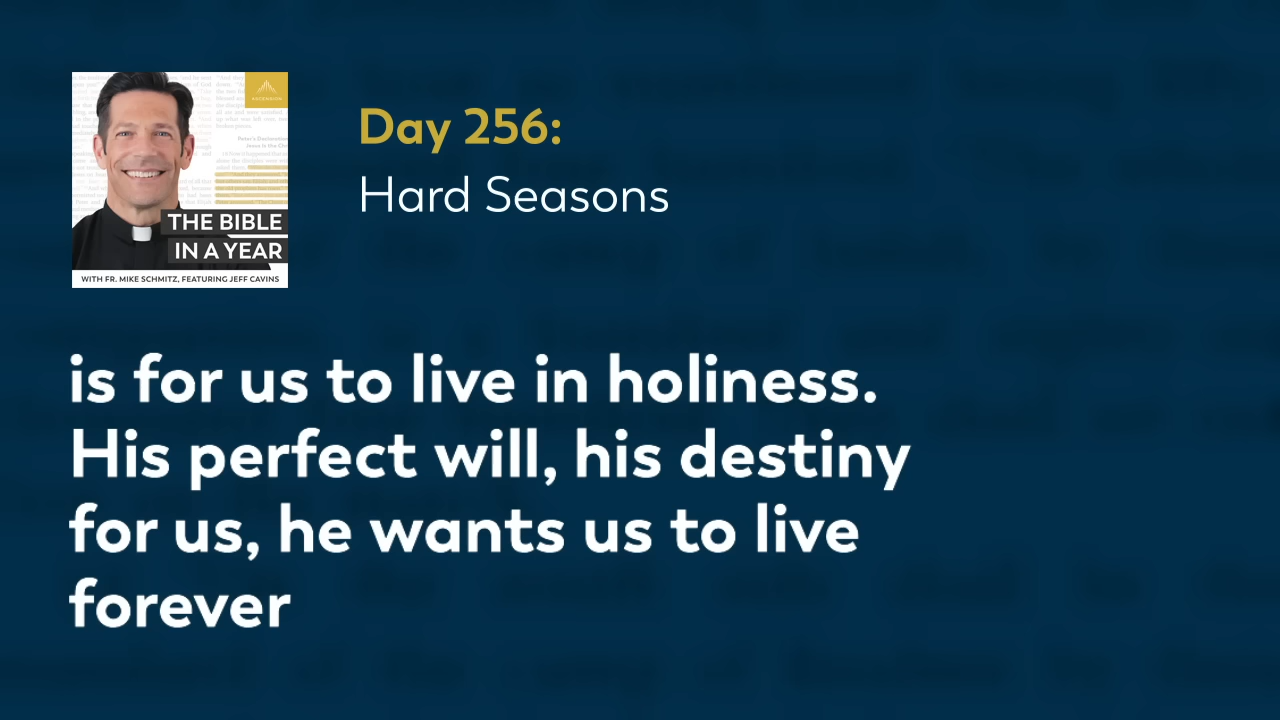 ASCENSION
THE BIBLE
IN A YEAR
WITH FR. MIKE SCHMITZ, FEATURING JEFF CAVINS
Day 256:
Hard Seasons
is for us to live in holiness.
His perfect will, his destiny
for us, he wants us to live
forever